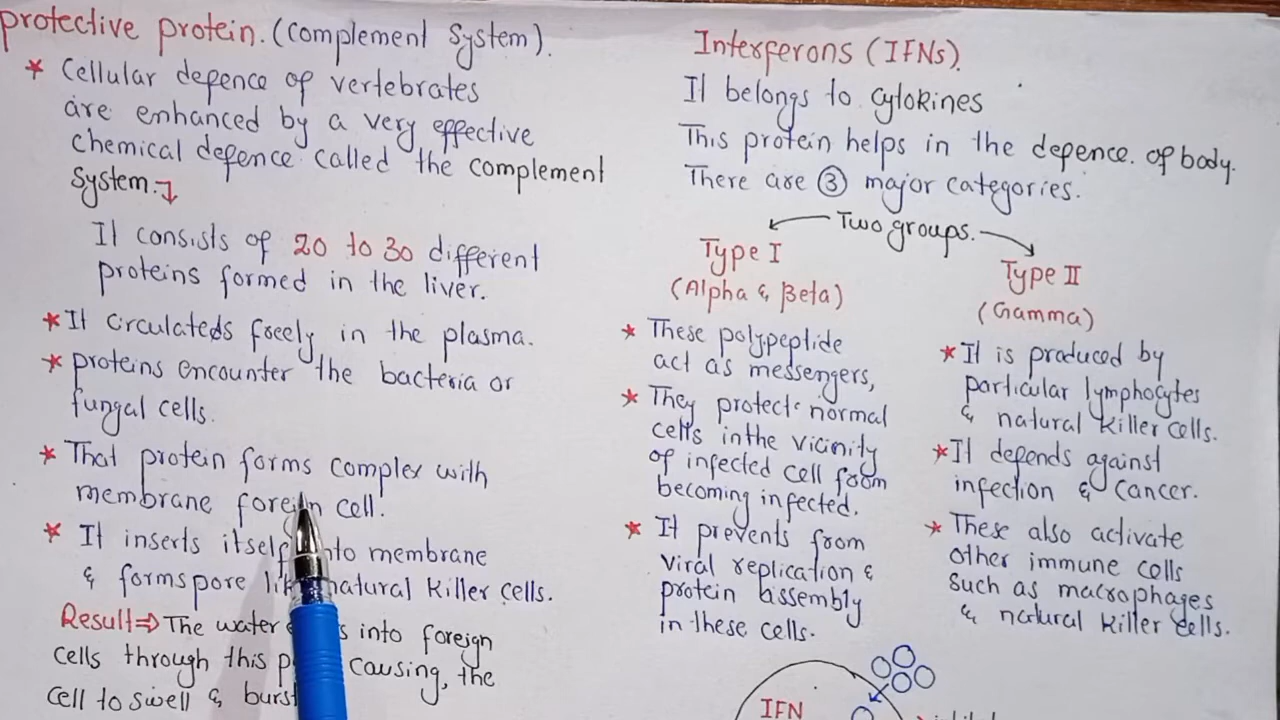 protective protein. (Complement System).
* Cellular defence of vertebrates
are enhanced by a very effective
chemical defence called the complement
System.
It consists of 20 to 30 different
proteins formed in the liver.
* It circulateds freely in the plasma.
* proteins encounter the bacteria or
fungal cells.
* That protein forms complex with
membrane foreign cell.
* It inserts itself into membrane
& forms pore like natural killer cells.
Result ⇒ The water into foreign
cells through this causing, the
cell to swell & burst
Interferons (IFNs).
It belongs to cytokines
This protein helps in the defence. of body.
There are ③ major categories.
Two groups.
Type I
(Alpha & Beta)
* These polypeptide
act as messengers,
* They protect normal
cells in the vicinity
of infected cell from
becoming infected.
* It prevents from
viral replication &
protein assembly
in these cells.
Type II
(Gamma)
* It is produced by
particular lymphocytes
& natural killer cells.
* It depends against
infection & cancer.
* These also activate
other immune cells
such as macrophages
& natural killer cells.
IFN